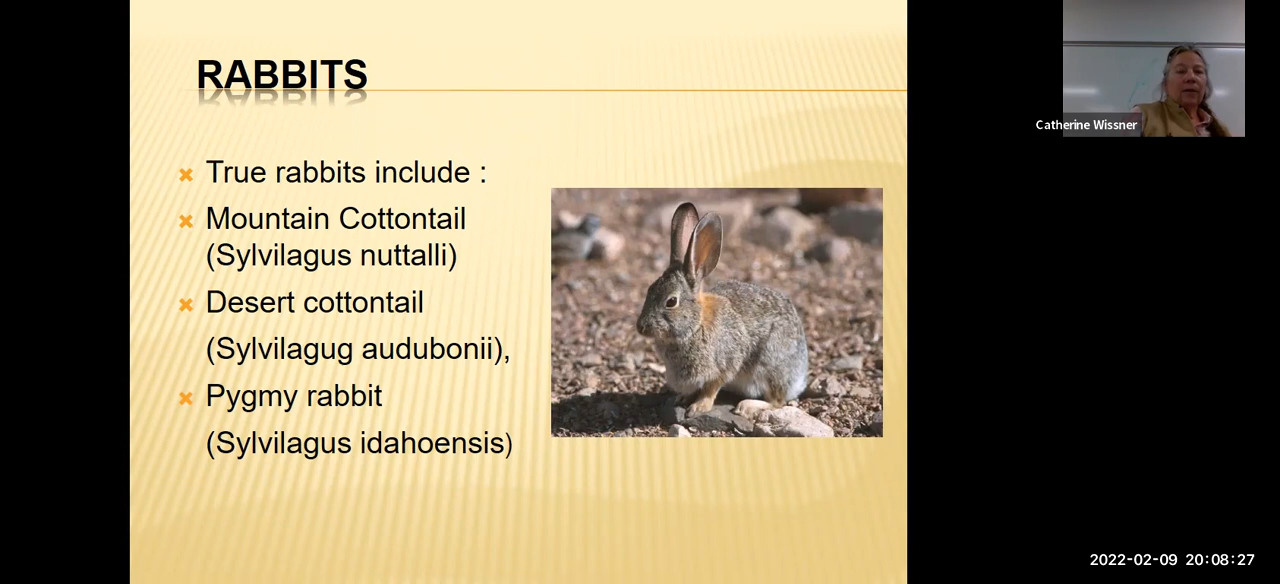 RABBITS
True rabbits include :
Mountain Cottontail
(Sylvilagus nuttalli)
Desert cottontail
(Sylvilagug audubonii),
Pygmy rabbit
(Sylvilagus idahoensis)
Catherine Wissner
2022-02-09 20:08:27